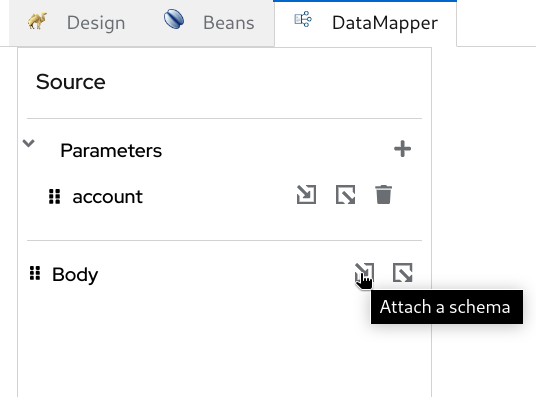 Design Beans DataMapper
Source
Parameters
account
Body
Attach a schema